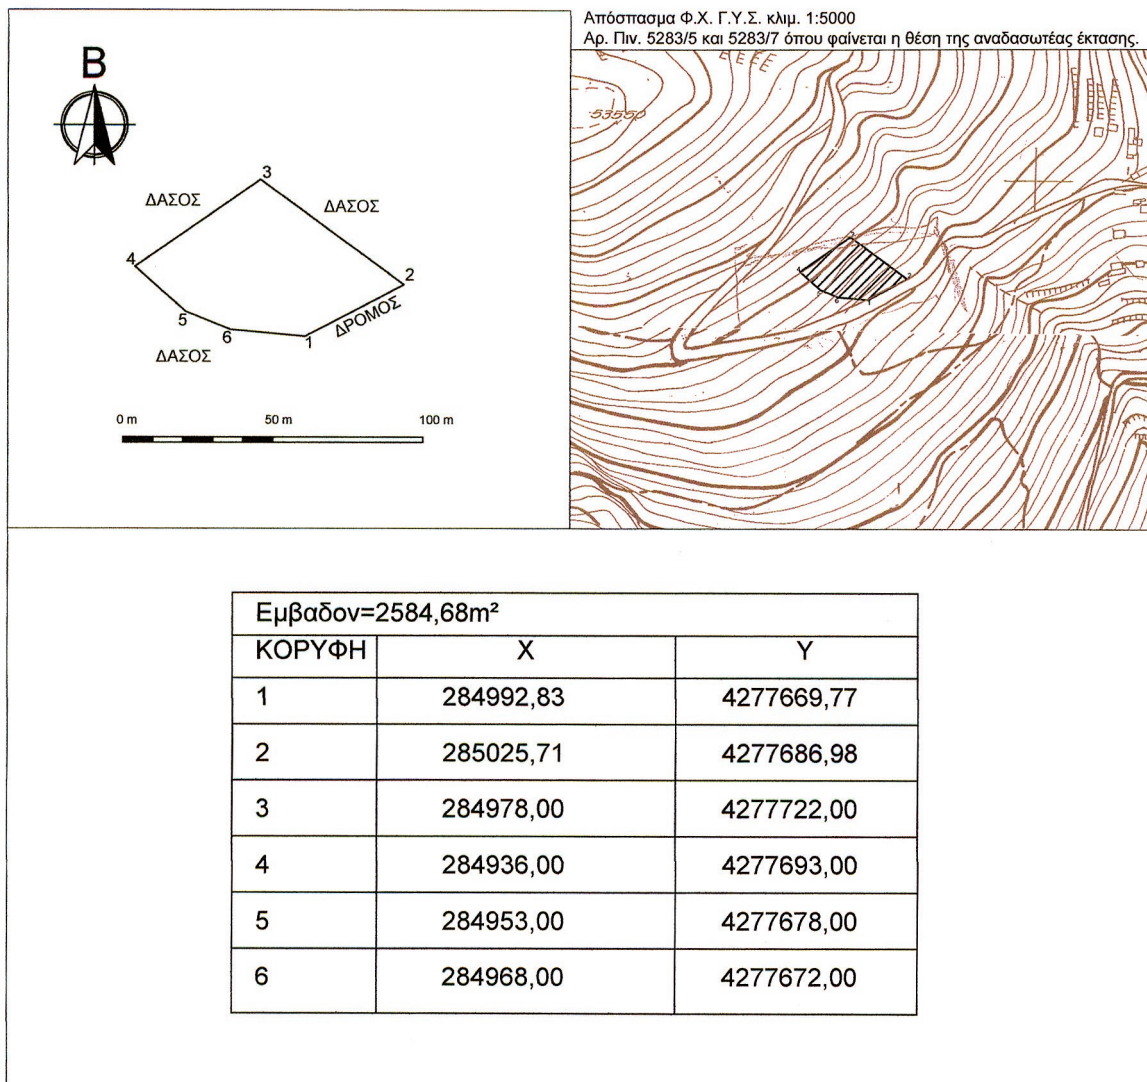 Απόσπασμα Φ.Χ. Γ.Υ.Σ. κλιμ. 1:5000
Αρ. Πιν. 5283/5 και 5283/7 όπου φαίνεται η θέση της αναδασωτέας έκτασης.
Β
3
ΔΑΣΟΣ
ΔΑΣΟΣ
4
2
5
ΔΡΟΜΟΣ
6
1
ΔΑΣΟΣ
0 m
50 m
100 m
53550
Εμβαδον=2584,68m²
ΚΟΡΥΦΗ X Y
1 284992,83 4277669,77
2 285025,71 4277686,98
3 284978,00 4277722,00
4 284936,00 4277693,00
5 284953,00 4277678,00
6 284968,00 4277672,00